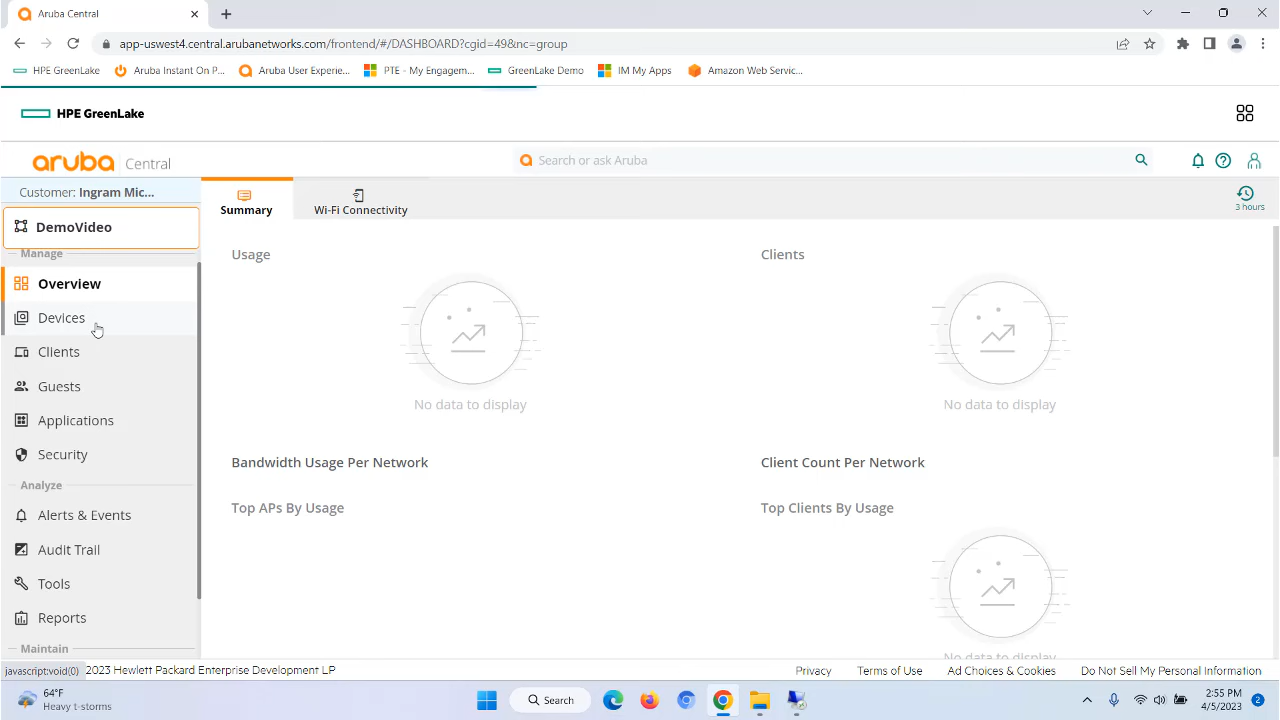 Aruba Central
app-uswest4.central.arubanetworks.com/frontend/#/DASHBOARD?cgid=49&nc=group
HPE GreenLake
Aruba Instant On P...
Aruba User Experie...
PTE - My Engagem...
GreenLake Demo
IM My Apps
Amazon Web Servic...
HPE GreenLake
aruba Central
Search or ask Aruba
Customer: Ingram Mic...
Summary
Wi-Fi Connectivity
3 hours
DemoVideo
Manage
Overview
Devices
Clients
Guests
Applications
Security
Analyze
Alerts & Events
Audit Trail
Tools
Reports
Maintain
Usage
No data to display
Clients
No data to display
Bandwidth Usage Per Network
Client Count Per Network
Top APs By Usage
Top Clients By Usage
No data to display
javascript:void(0)
2023 Hewlett Packard Enterprise Development LP
Privacy
Terms of Use
Ad Choices & Cookies
Do Not Sell My Personal Information
64°F
Heavy t-storms
Search
2:55 PM
4/5/2023
2